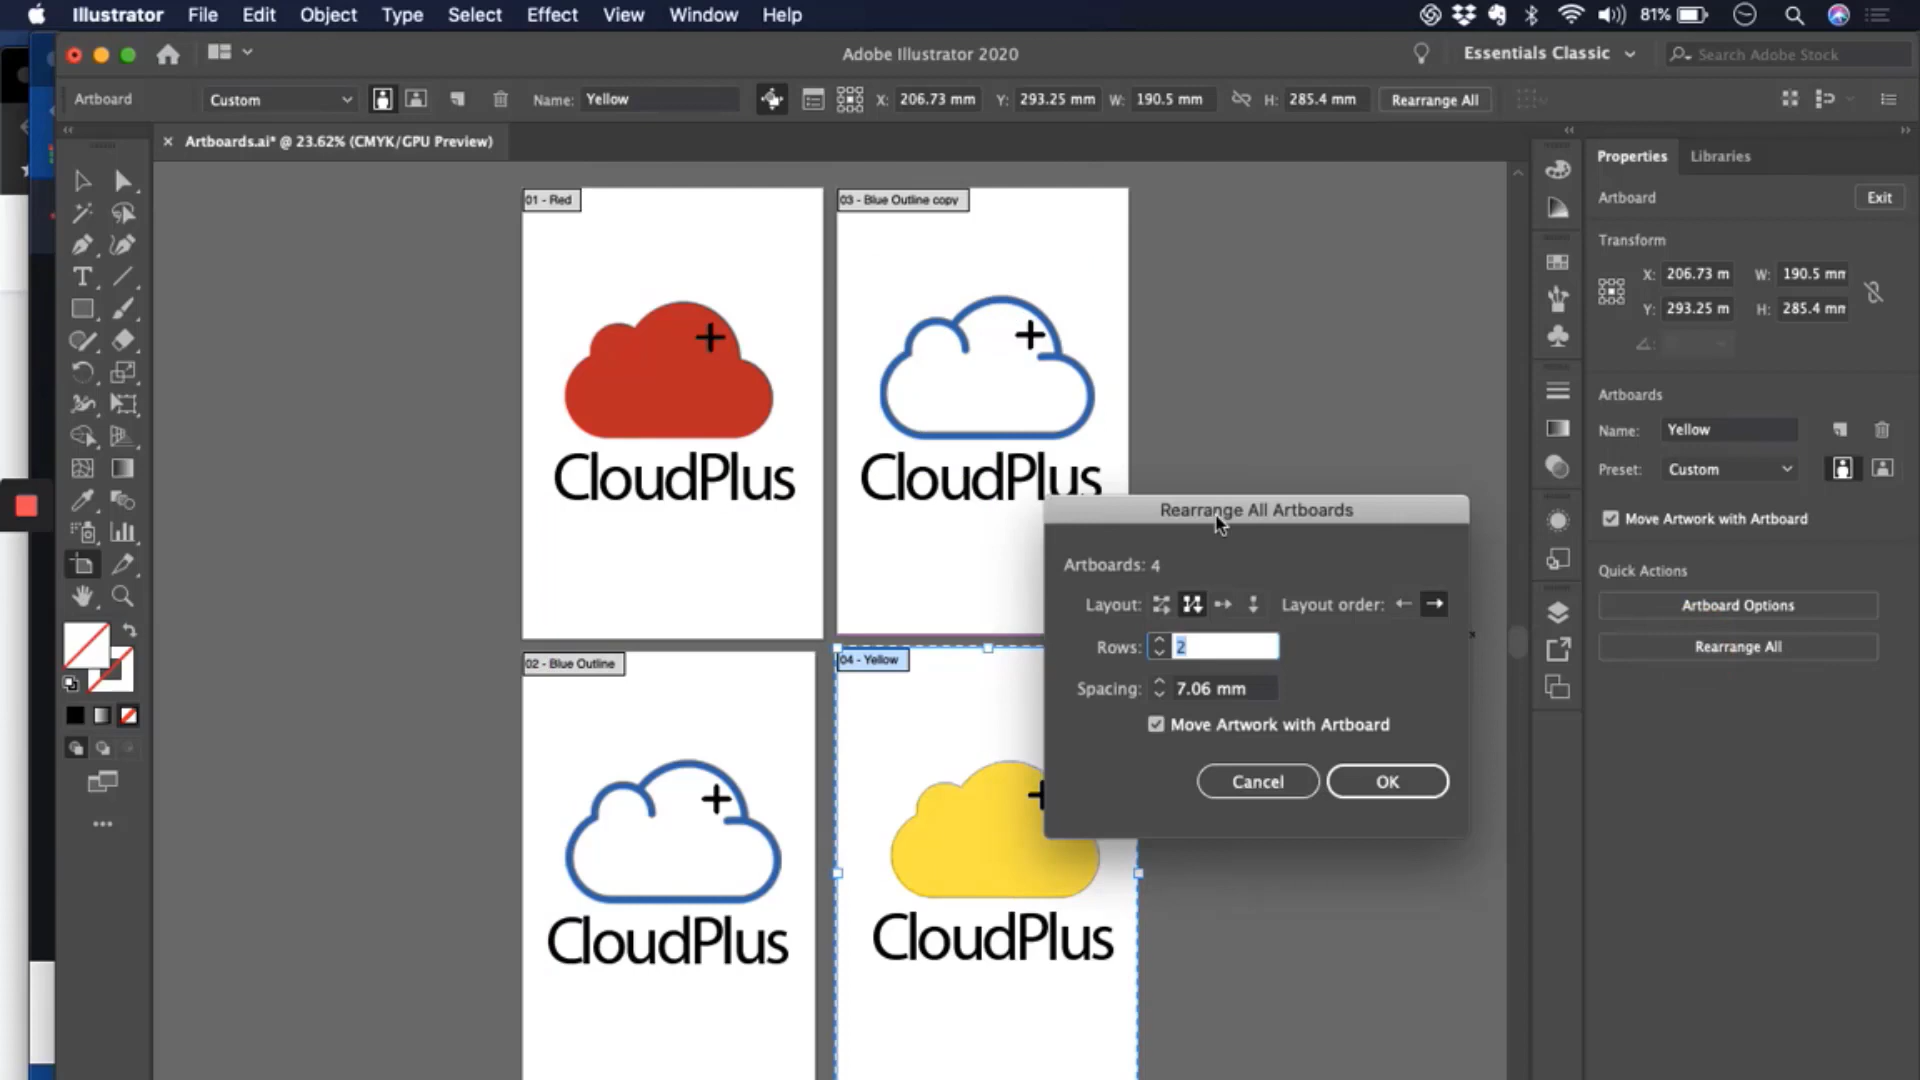 Illustrator File Edit Object Type Select Effect View Window Help 81%
Adobe Illustrator 2020 Essentials Classic Search Adobe Stock
Artboard Custom Name: Yellow X: 206.73 mm Y: 293.25 mm W: 190.5 mm H: 285.4 mm Rearrange All
Artboards.ai* @ 23.62% (CMYK/GPU Preview)
Properties Libraries
Artboard Exit
Transform
X: 206.73 m W: 190.5 mm
Y: 293.25 m H: 285.4 mm
Artboards
Name: Yellow
Preset: Custom
Move Artwork with Artboard
Quick Actions
Artboard Options
Rearrange All
01 - Red
CloudPlus
03 - Blue Outline copy
CloudPlus
02 - Blue Outline
CloudPlus
04 - Yellow
CloudPlus
Rearrange All Artboards
Artboards: 4
Layout: Layout order:
Rows: 2
Spacing: 7.06 mm
Move Artwork with Artboard
Cancel OK